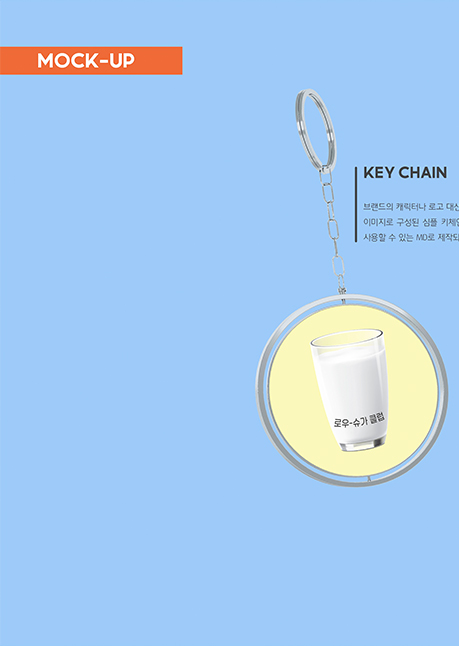 MOCK-UP
KEY CHAIN
브랜드의 캐릭터나 로고 대신
이미지로 구성된 심플 키체인
사용할 수 있는 MD로 제작되
로우-슈가 클럽